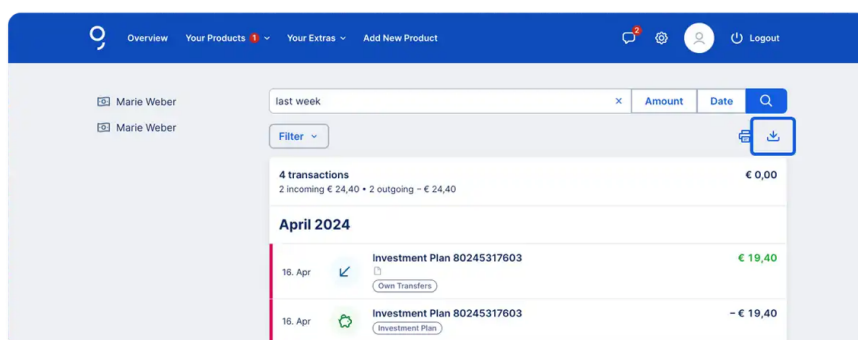 Overview Your Products 1 Your Extras Add New Product 2 Logout
Marie Weber
Marie Weber
last week × Amount Date
Filter
4 transactions € 0,00
2 incoming € 24,40 • 2 outgoing – € 24,40
April 2024
16. Apr Investment Plan 80245317603 € 19,40
Own Transfers
16. Apr Investment Plan 80245317603 – € 19,40
Investment Plan